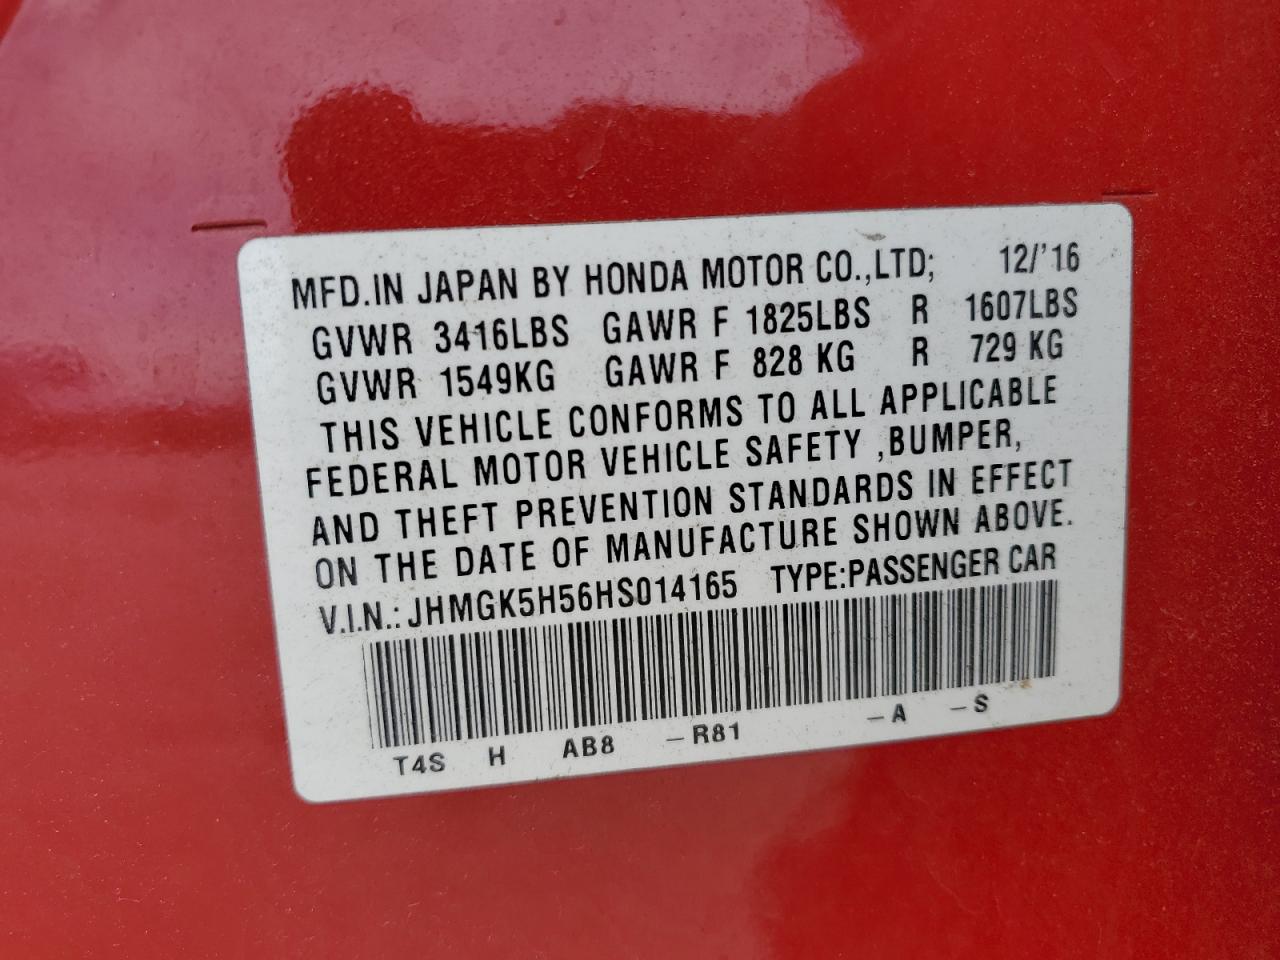 MFD.IN JAPAN BY HONDA MOTOR CO.,LTD; 12/'16
GVWR 3416LBS GAWR F 1825LBS R 1607LBS
GVWR 1549KG GAWR F 828 KG R 729 KG
THIS VEHICLE CONFORMS TO ALL APPLICABLE
FEDERAL MOTOR VEHICLE SAFETY ,BUMPER,
AND THEFT PREVENTION STANDARDS IN EFFECT
ON THE DATE OF MANUFACTURE SHOWN ABOVE.
V.I.N.: JHMGK5H56HS014165 TYPE:PASSENGER CAR
T4S H AB8 -R81 -A -S